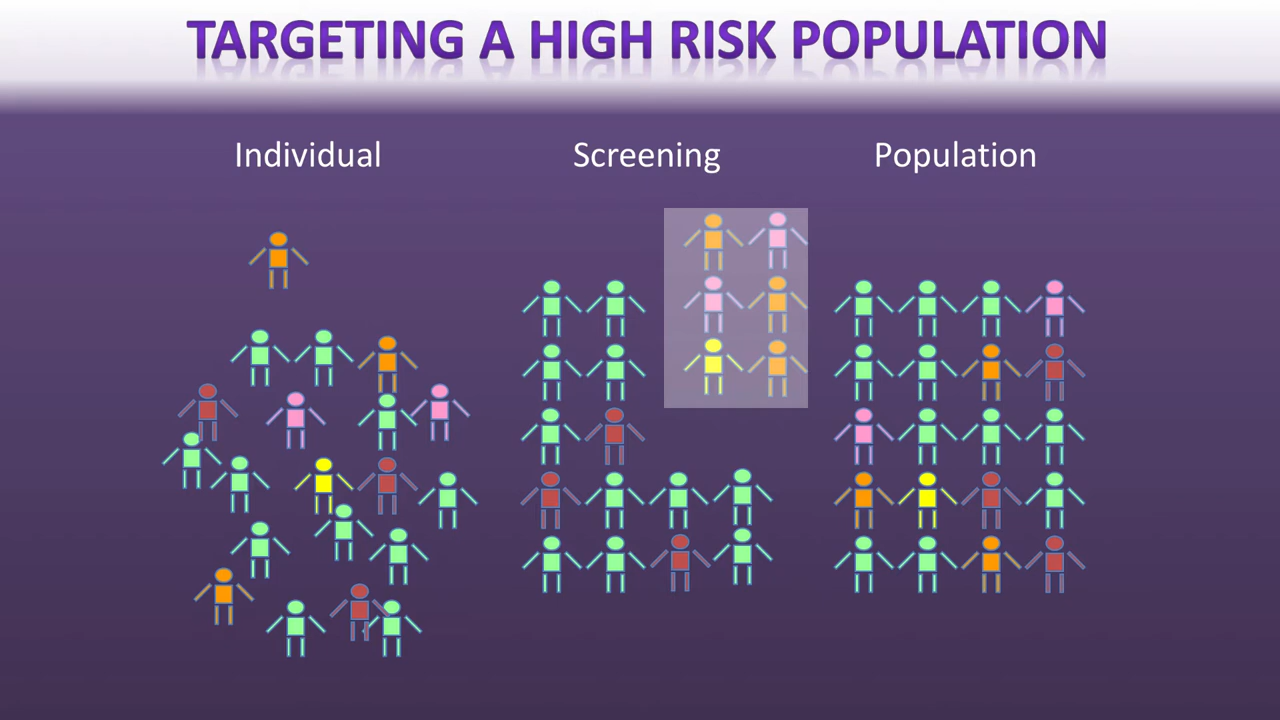 TARGETING A HIGH RISK POPULATION
Individual
Screening
Population